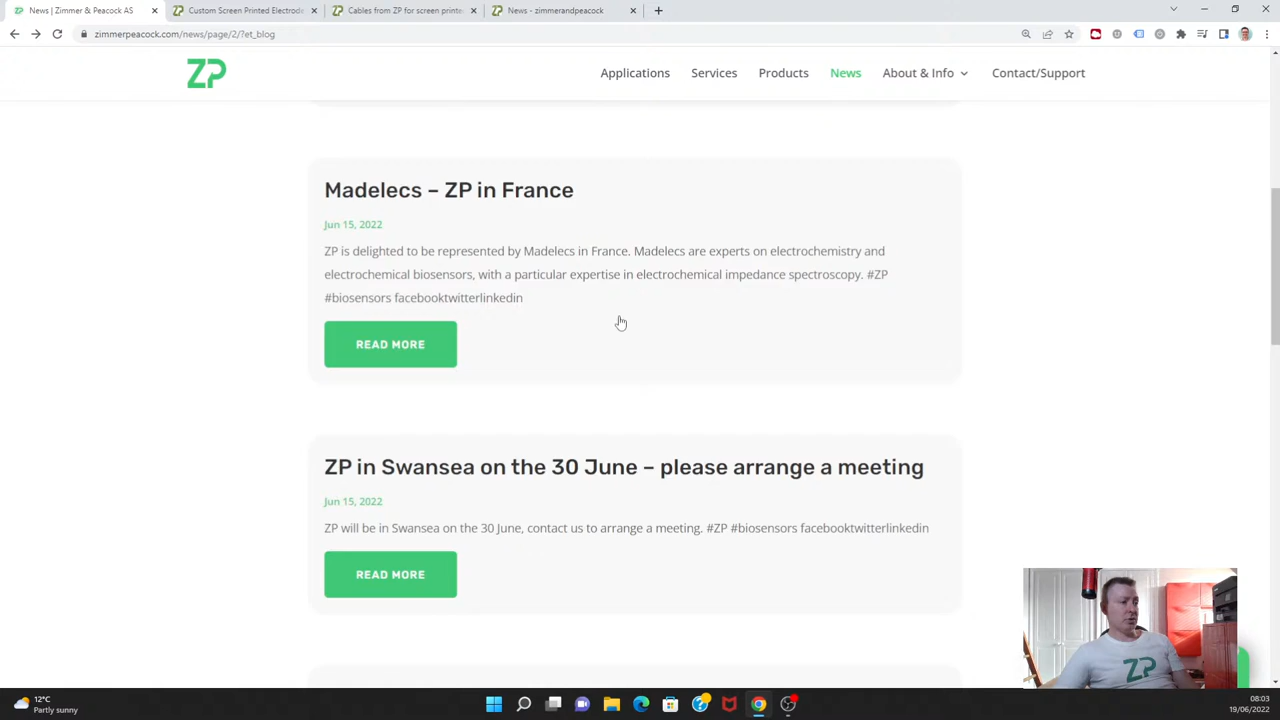 News | Zimmer & Peacock AS
Custom Screen Printed Electrode
Cables from ZP for screen printe
News - zimmerandpeacock
zimmerpeacock.com/news/page/2/?et_blog
ZP
Applications
Services
Products
News
About & Info
Contact/Support
Madelecs – ZP in France
Jun 15, 2022
ZP is delighted to be represented by Madelecs in France. Madelecs are experts on electrochemistry and
electrochemical biosensors, with a particular expertise in electrochemical impedance spectroscopy. #ZP
#biosensors facebooktwitterlinkedin
READ MORE
ZP in Swansea on the 30 June – please arrange a meeting
Jun 15, 2022
ZP will be in Swansea on the 30 June, contact us to arrange a meeting. #ZP #biosensors facebooktwitterlinkedin
READ MORE
ZP
12°C
Partly sunny
08:03
19/06/2022